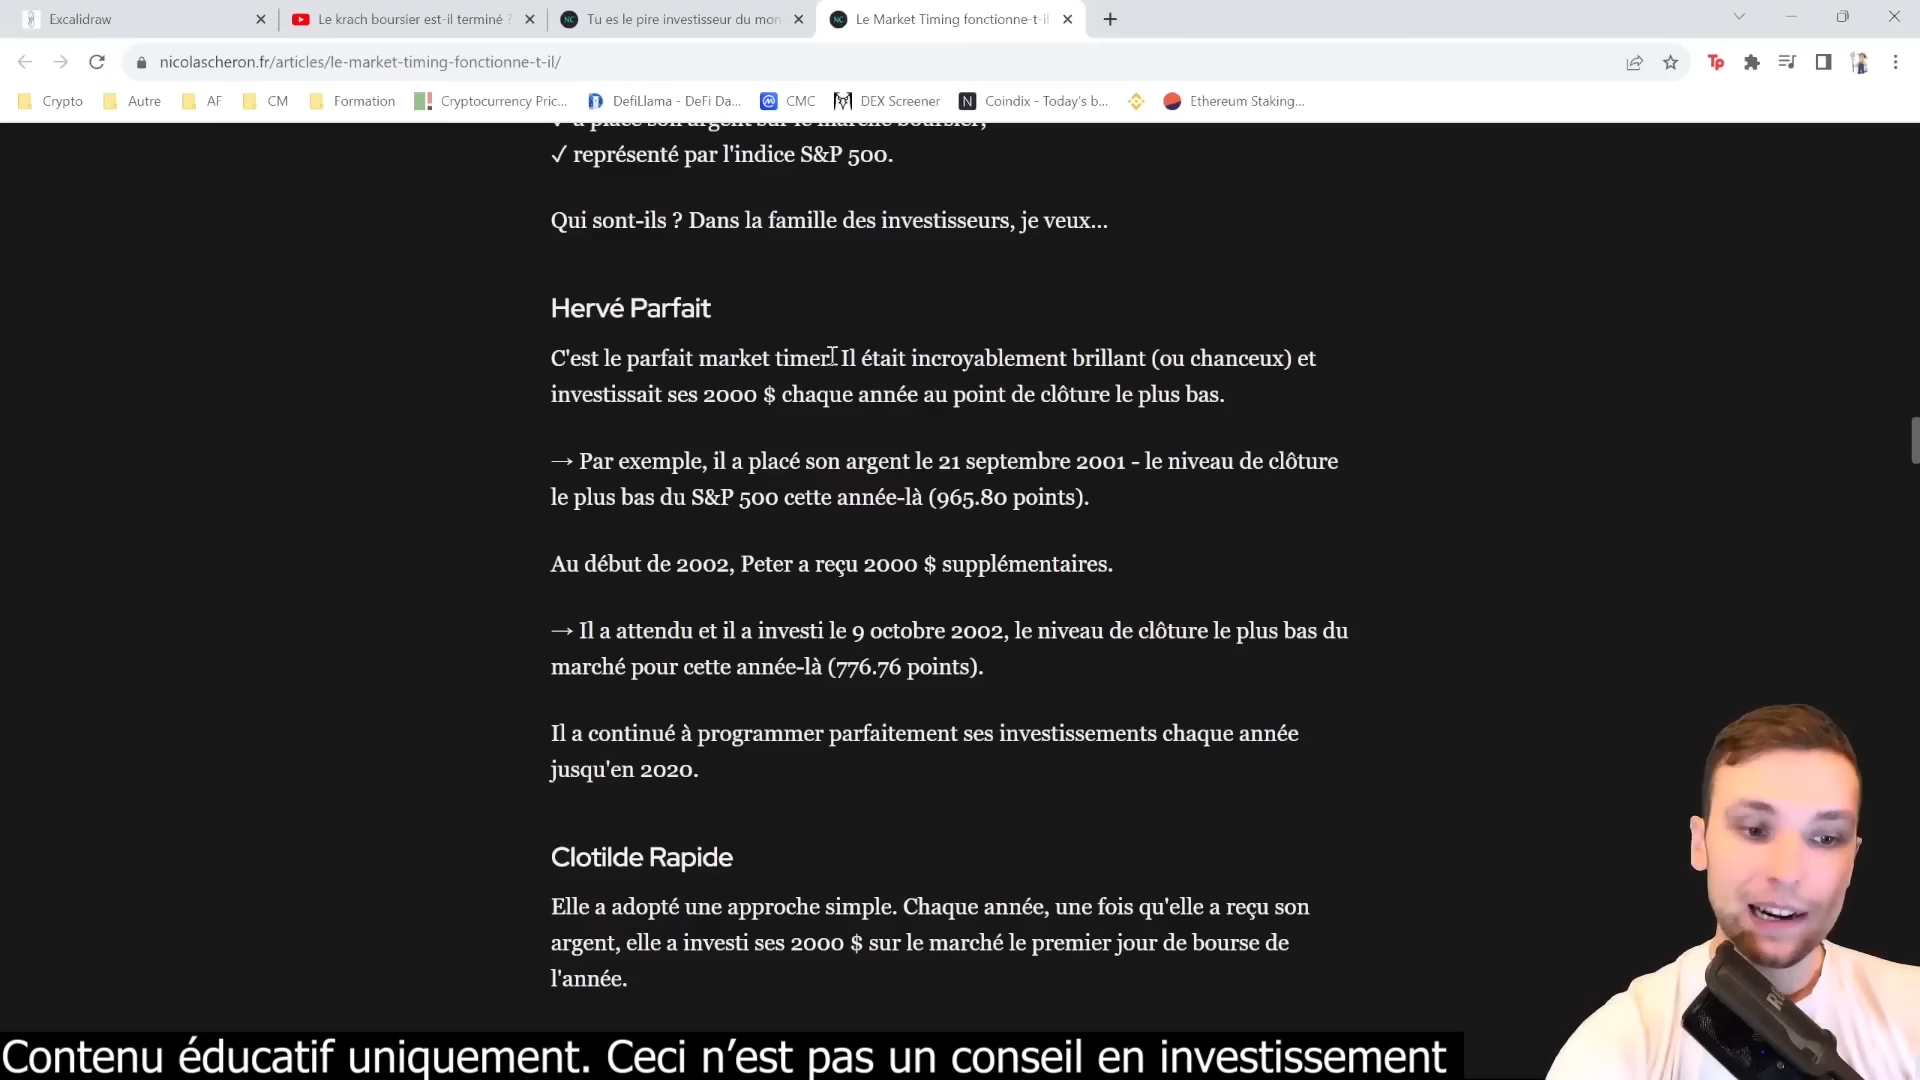 Excalidraw
Le krach boursier est-il terminé ?
Tu es le pire investisseur du mon
Le Market Timing fonctionne-t-il
nicolascheron.fr/articles/le-market-timing-fonctionne-t-il/
Crypto
Autre
AF
CM
Formation
Cryptocurrency Pric...
DefiLlama - DeFi Da...
CMC
DEX Screener
Coindix - Today's b...
Ethereum Staking...
✓ a placé son argent sur le marché boursier,
✓ représenté par l'indice S&P 500.
Qui sont-ils ? Dans la famille des investisseurs, je veux...
Hervé Parfait
C'est le parfait market timer. Il était incroyablement brillant (ou chanceux) et
investissait ses 2000 $ chaque année au point de clôture le plus bas.
→ Par exemple, il a placé son argent le 21 septembre 2001 - le niveau de clôture
le plus bas du S&P 500 cette année-là (965.80 points).
Au début de 2002, Peter a reçu 2000 $ supplémentaires.
→ Il a attendu et il a investi le 9 octobre 2002, le niveau de clôture le plus bas du
marché pour cette année-là (776.76 points).
Il a continué à programmer parfaitement ses investissements chaque année
jusqu'en 2020.
Clotilde Rapide
Elle a adopté une approche simple. Chaque année, une fois qu'elle a reçu son
argent, elle a investi ses 2000 $ sur le marché le premier jour de bourse de
l'année.
Contenu éducatif uniquement. Ceci n'est pas un conseil en investissement